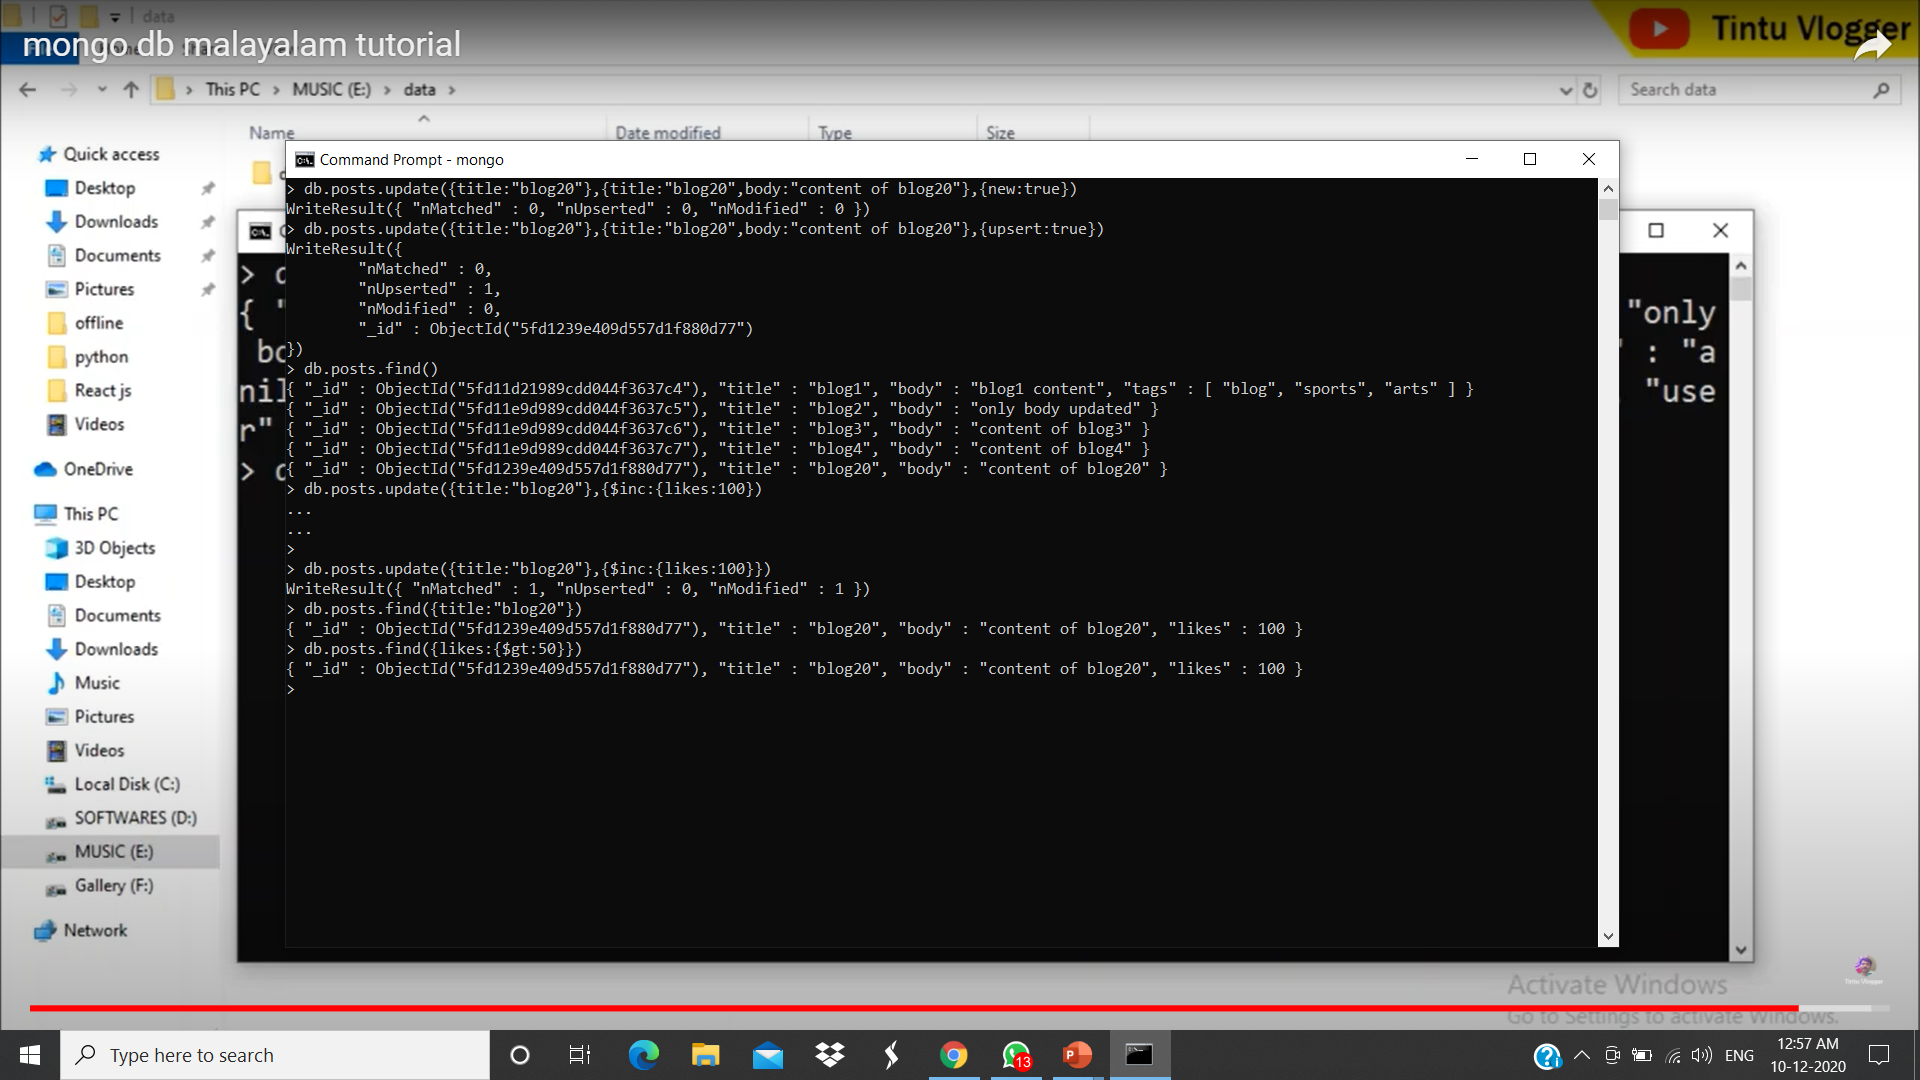 data
mongo db malayalam tutorial
Tintu Vlogger
This PC > MUSIC (E:) > data >
Search data
Name
Date modified
Type
Size
Quick access
Desktop
Downloads
Documents
Pictures
offline
python
React js
Videos
OneDrive
This PC
3D Objects
Desktop
Documents
Downloads
Music
Pictures
Videos
Local Disk (C:)
SOFTWARES (D:)
MUSIC (E:)
Gallery (F:)
Network
Command Prompt - mongo
> db.posts.update({title:"blog20"},{title:"blog20",body:"content of blog20"},{new:true})
WriteResult({ "nMatched" : 0, "nUpserted" : 0, "nModified" : 0 })
> db.posts.update({title:"blog20"},{title:"blog20",body:"content of blog20"},{upsert:true})
WriteResult({
"nMatched" : 0,
"nUpserted" : 1,
"nModified" : 0,
"_id" : ObjectId("5fd1239e409d557d1f880d77")
})
> db.posts.find()
{ "_id" : ObjectId("5fd11d21989cdd044f3637c4"), "title" : "blog1", "body" : "blog1 content", "tags" : [ "blog", "sports", "arts" ] }
{ "_id" : ObjectId("5fd11e9d989cdd044f3637c5"), "title" : "blog2", "body" : "only body updated" }
{ "_id" : ObjectId("5fd11e9d989cdd044f3637c6"), "title" : "blog3", "body" : "content of blog3" }
{ "_id" : ObjectId("5fd11e9d989cdd044f3637c7"), "title" : "blog4", "body" : "content of blog4" }
{ "_id" : ObjectId("5fd1239e409d557d1f880d77"), "title" : "blog20", "body" : "content of blog20" }
> db.posts.update({title:"blog20"},{$inc:{likes:100})
...
...
>
> db.posts.update({title:"blog20"},{$inc:{likes:100}})
WriteResult({ "nMatched" : 1, "nUpserted" : 0, "nModified" : 1 })
> db.posts.find({title:"blog20"})
{ "_id" : ObjectId("5fd1239e409d557d1f880d77"), "title" : "blog20", "body" : "content of blog20", "likes" : 100 }
> db.posts.find({likes:{$gt:50}})
{ "_id" : ObjectId("5fd1239e409d557d1f880d77"), "title" : "blog20", "body" : "content of blog20", "likes" : 100 }
>
"only
: "a
"use
r"
Activate Windows
Go to Settings to activate Windows.
Type here to search
13
ENG
12:57 AM
10-12-2020